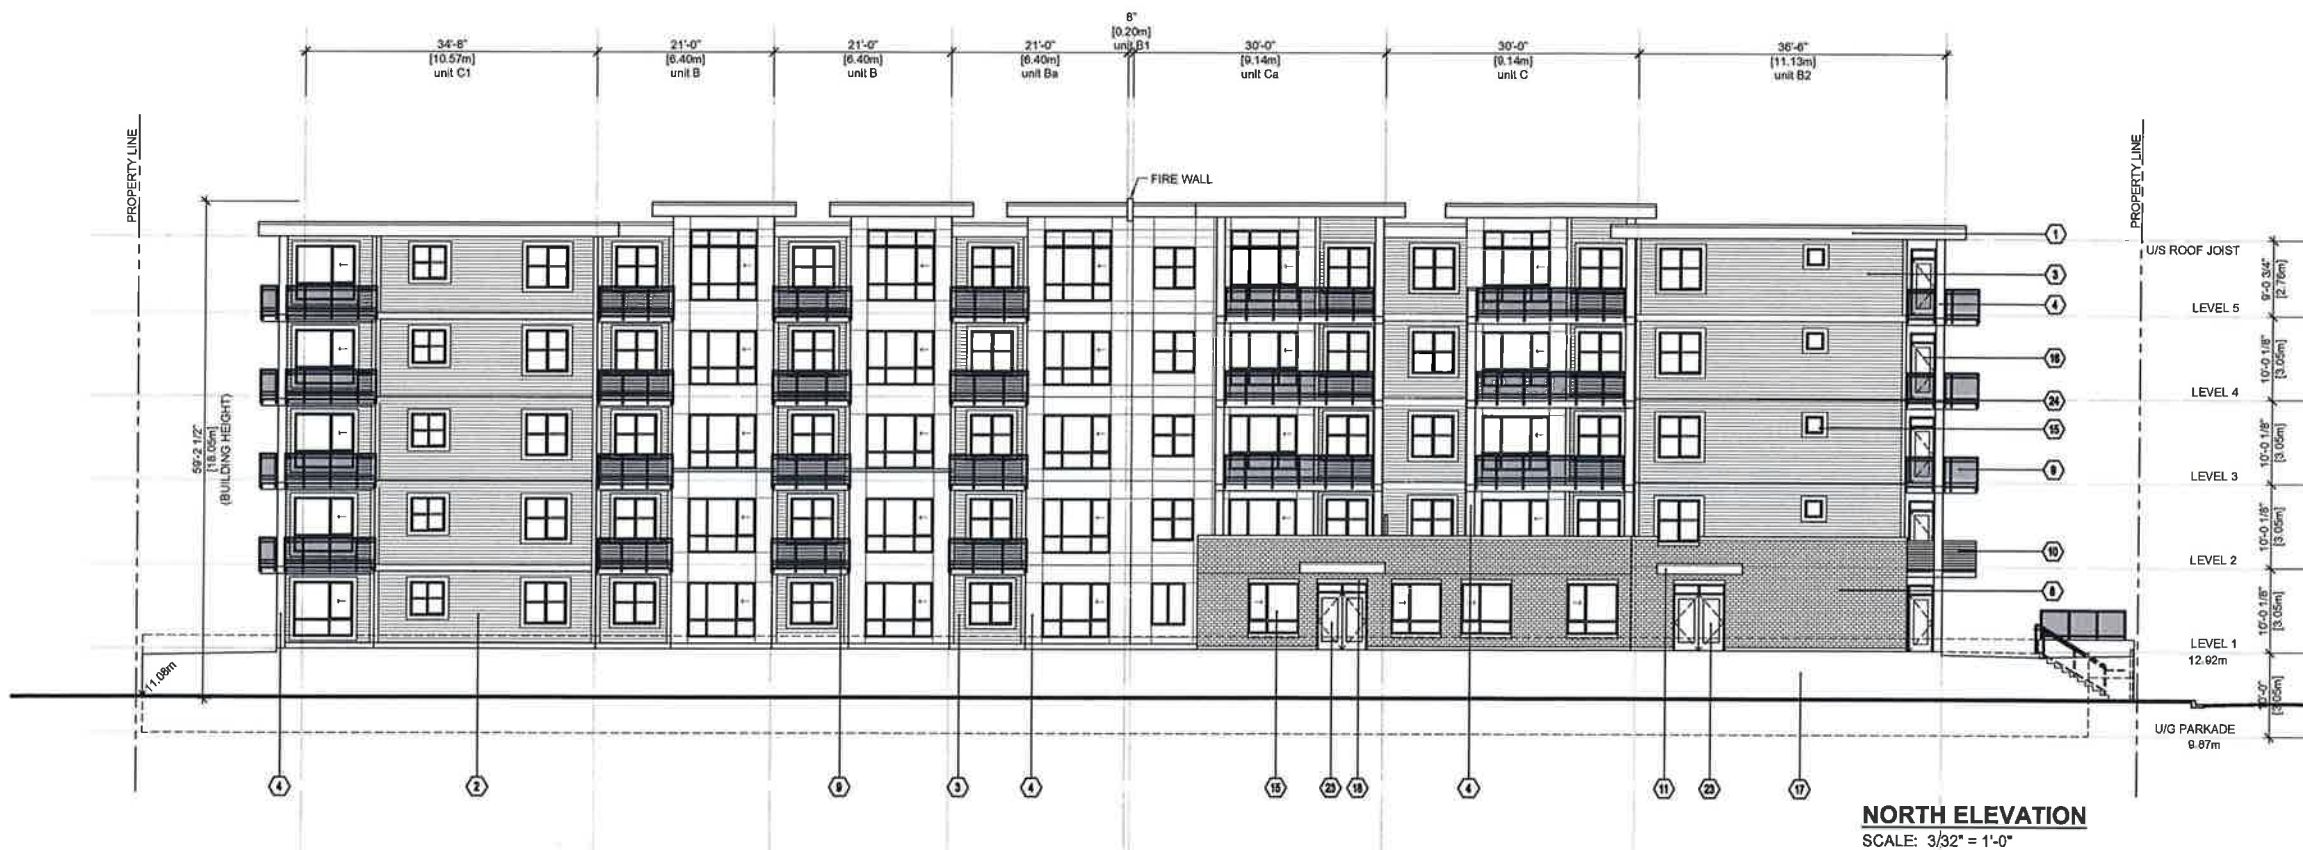 8"
[0.20m]
unit B1
34'-8"
[10.57m]
unit C1
21'-0"
[6.40m]
unit B
21'-0"
[6.40m]
unit B
21'-0"
[6.40m]
unit Ba
30'-0"
[9.14m]
unit Ca
30'-0"
[9.14m]
unit C
36'-6"
[11.13m]
unit B2
PROPERTY LINE
PROPERTY LINE
FIRE WALL
59'-2 1/2"
[18.05m]
(BUILDING HEIGHT)
11.08m
1
3
4
16
24
15
9
10
8
U/S ROOF JOIST
9'-0 3/4"
[2.76m]
LEVEL 5
10'-0 1/8"
[3.05m]
LEVEL 4
10'-0 1/8"
[3.05m]
LEVEL 3
10'-0 1/8"
[3.05m]
LEVEL 2
10'-0 1/8"
[3.05m]
LEVEL 1
12.92m
10'-0"
[3.05m]
U/G PARKADE
9.87m
4
2
9
3
4
15
23
18
4
11
23
17
NORTH ELEVATION
SCALE: 3/32" = 1'-0"